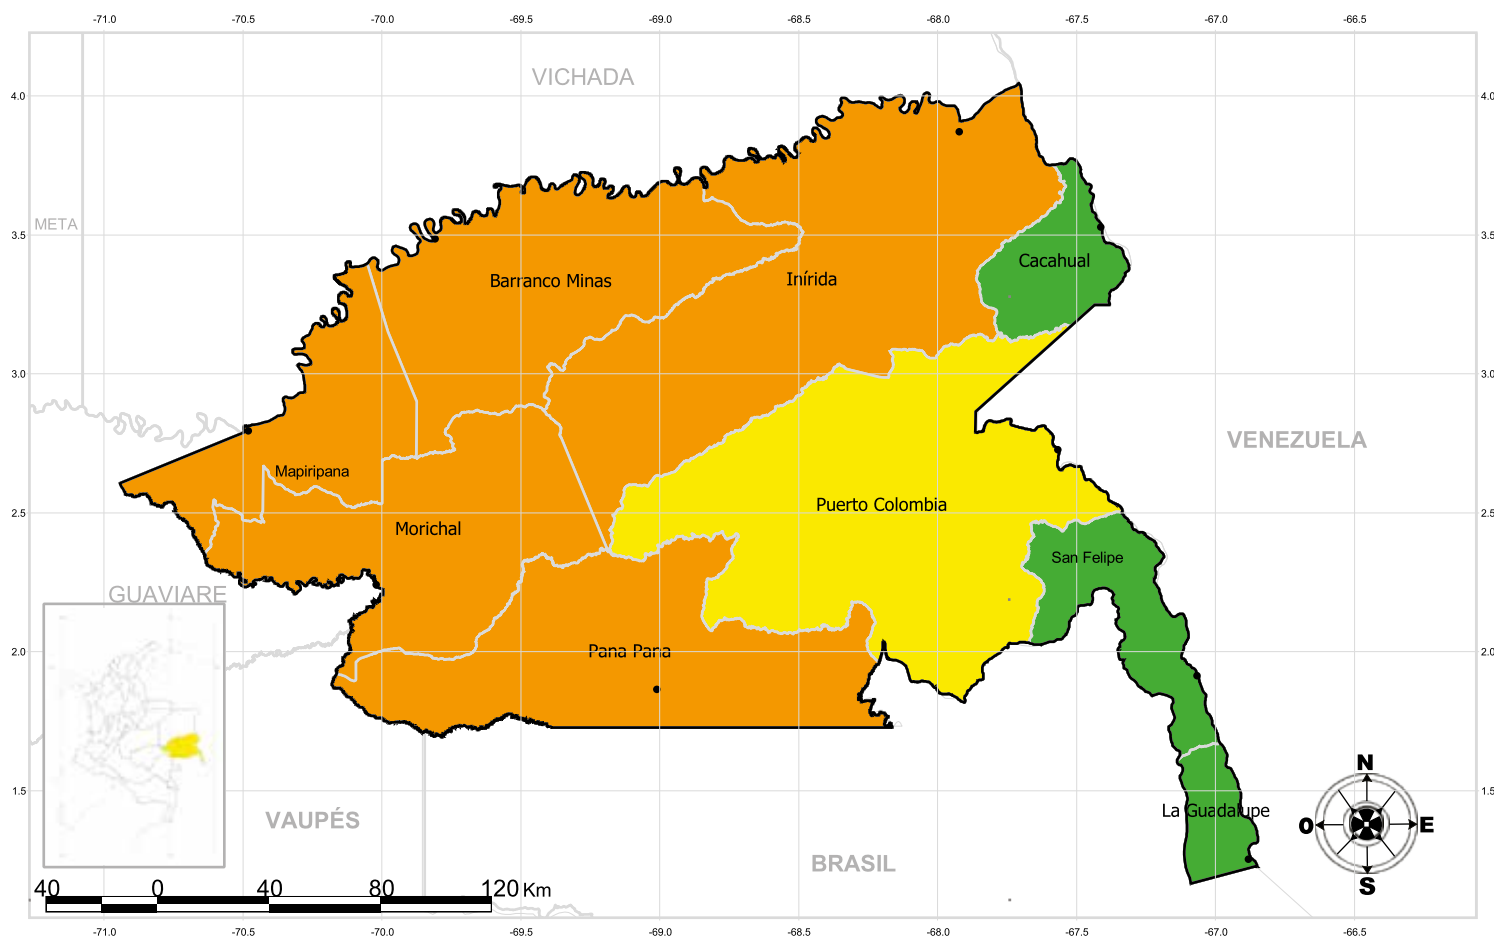 -71.0 -70.5 -70.0 -69.5 -69.0 -68.5 -68.0 -67.5 -67.0 -66.5
VICHADA
4.0 4.0
META
3.5 3.5
Cacahual
Barranco Minas Inírida
3.0 3.0
VENEZUELA
Mapiripana
Puerto Colombia
2.5 2.5
Morichal
San Felipe
GUAVIARE
Pana Pana
2.0 2.0
N
1.5 1.5
La Guadalupe
VAUPÉS
O E
BRASIL
S
40 0 40 80 120 Km
-71.0 -70.5 -70.0 -69.5 -69.0 -68.5 -68.0 -67.5 -67.0 -66.5